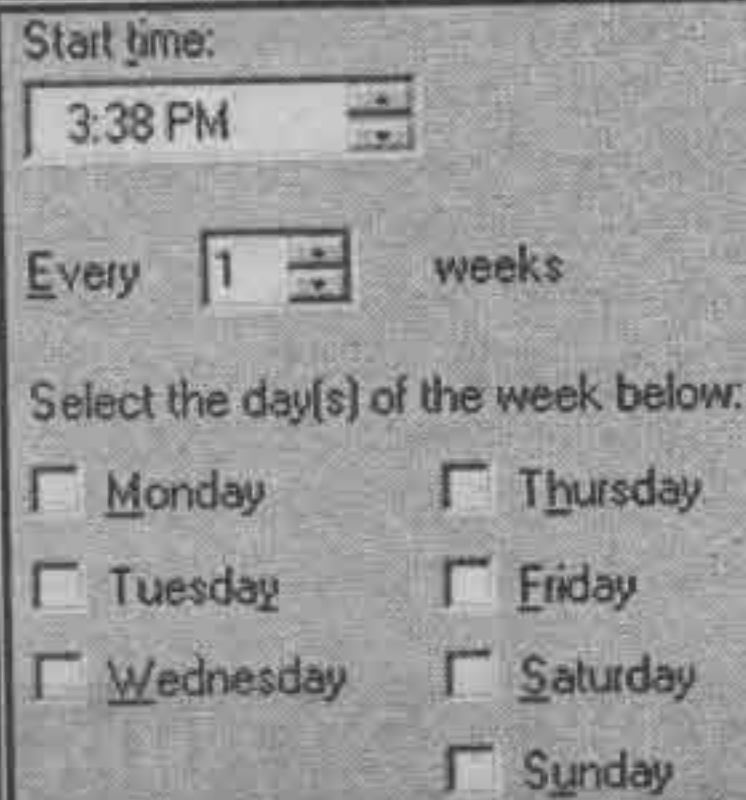 Start time:
3:38 PM
Every 1 weeks
Select the day(s) of the week below:
Monday Thursday
Tuesday Friday
Wednesday Saturday
Sunday